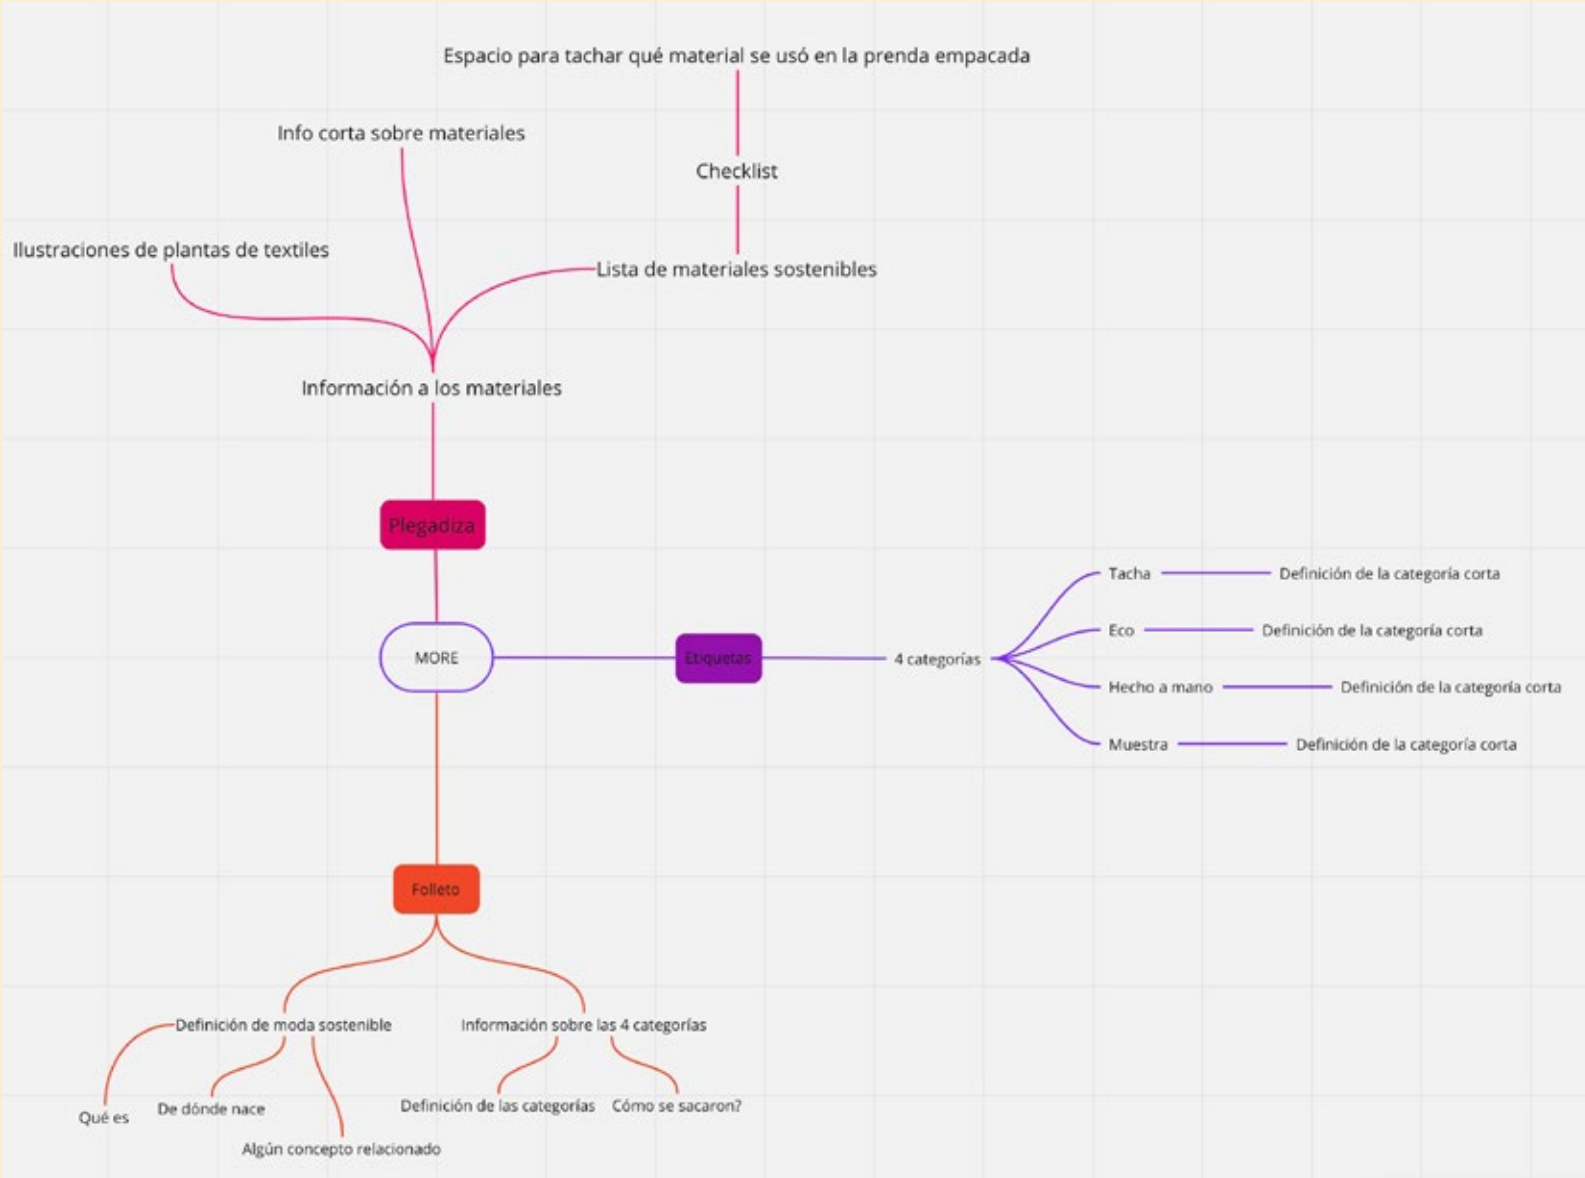 Espacio para tachar qué material se usó en la prenda empacada
Info corta sobre materiales
Checklist
Ilustraciones de plantas de textiles
Lista de materiales sostenibles
Información a los materiales
Plegadiza
Tacha
Definición de la categoría corta
Eco
Definición de la categoría corta
MORE
Etiquetas
4 categorías
Hecho a mano
Definición de la categoría corta
Muestra
Definición de la categoría corta
Folleto
Definición de moda sostenible
Información sobre las 4 categorías
Qué es
De dónde nace
Definición de las categorías
Cómo se sacaron?
Algún concepto relacionado